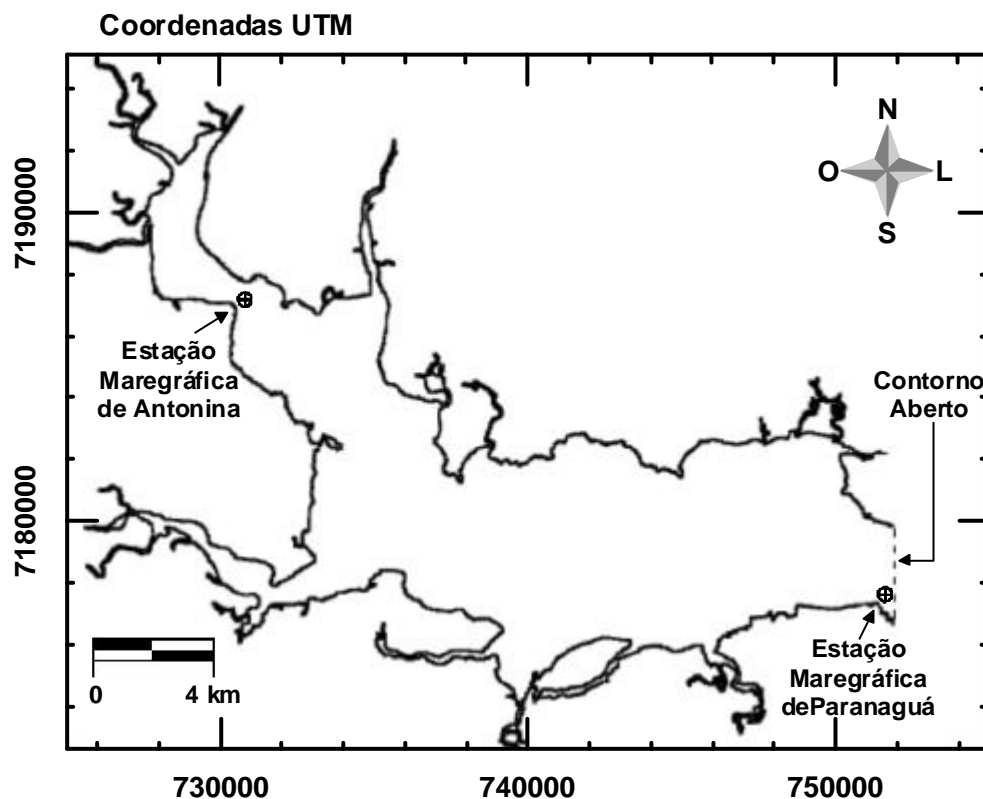 Coordenadas UTM
N
O
L
S
7190000
7180000
Estação
Maregráfica
de Antonina
Contorno
Aberto
Estação
Maregráfica
deParanaguá
0
4 km
730000
740000
750000